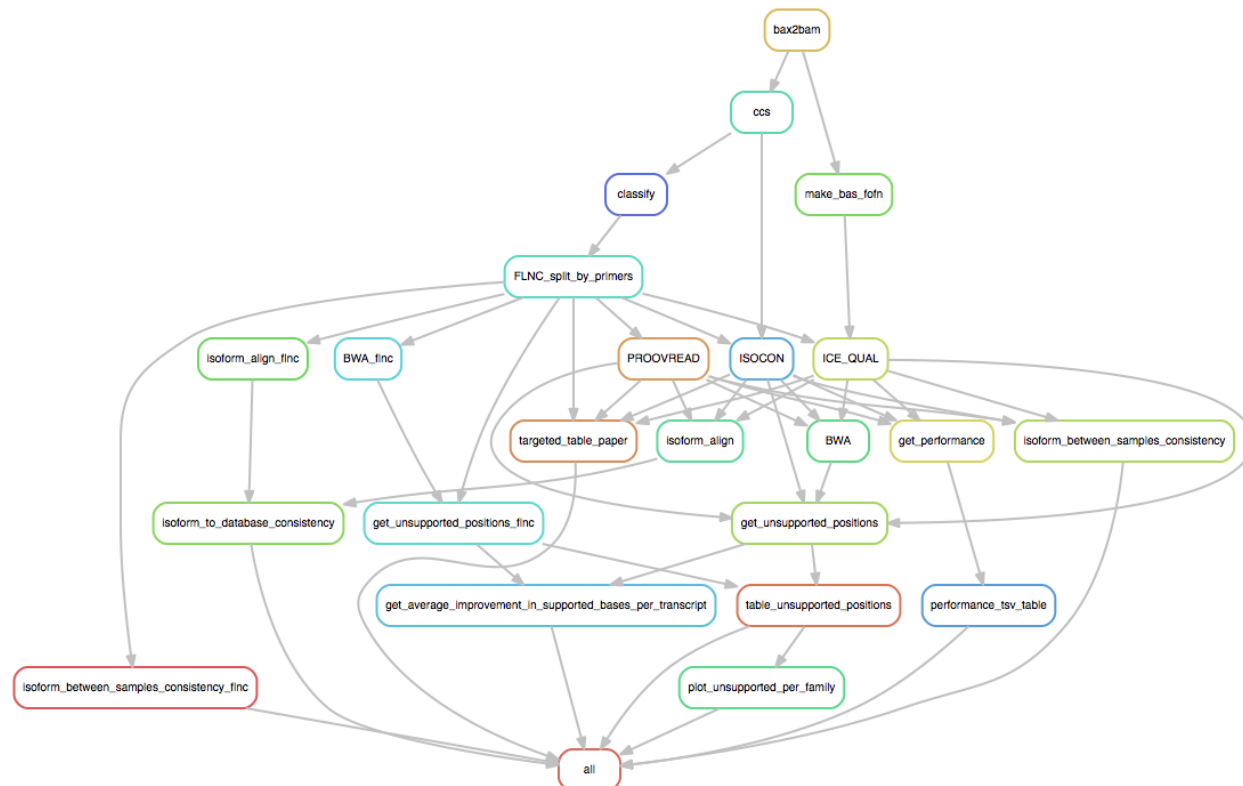 bax2bam
ccs
classify
make_bas_fofn
FLNC_split_by_primers
isoform_align_flnc
BWA_flnc
PROOVREAD
ISOCON
ICE_QUAL
targeted_table_paper
isoform_align
BWA
get_performance
isoform_between_samples_consistency
isoform_to_database_consistency
get_unsupported_positions_flnc
get_unsupported_positions
get_average_improvement_in_supported_bases_per_transcript
table_unsupported_positions
performance_tsv_table
isoform_between_samples_consistency_flnc
plot_unsupported_per_family
all